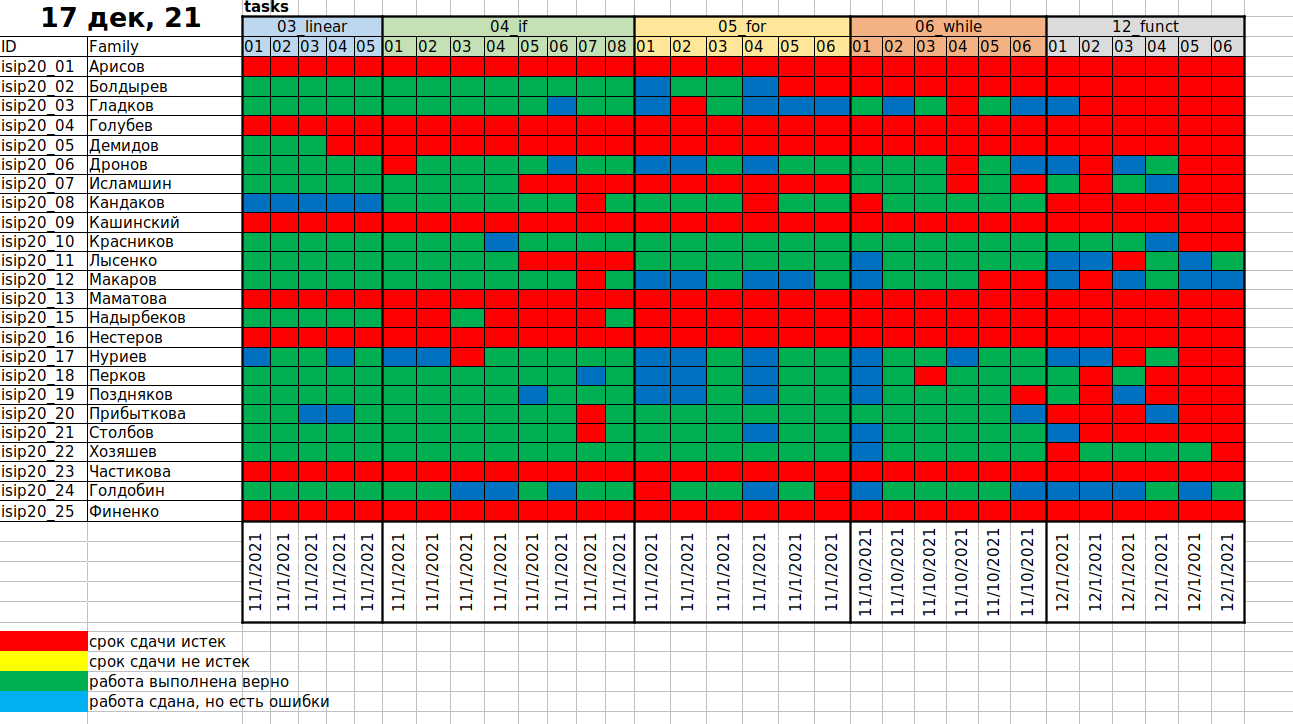 17 дек, 21 tasks
03_linear 04_if 05_for 06_while 12_funct
ID Family 01 02 03 04 05 01 02 03 04 05 06 07 08 01 02 03 04 05 06 01 02 03 04 05 06 01 02 03 04 05 06
isip20_01 Арисов
isip20_02 Болдырев
isip20_03 Гладков
isip20_04 Голубев
isip20_05 Демидов
isip20_06 Дронов
isip20_07 Исламшин
isip20_08 Кандаков
isip20_09 Кашинский
isip20_10 Красников
isip20_11 Лысенко
isip20_12 Макаров
isip20_13 Маматова
isip20_15 Надырбеков
isip20_16 Нестеров
isip20_17 Нуриев
isip20_18 Перков
isip20_19 Поздняков
isip20_20 Прибыткова
isip20_21 Столбов
isip20_22 Хозяшев
isip20_23 Частикова
isip20_24 Голдобин
isip20_25 Финенко
11/1/2021 11/1/2021 11/1/2021 11/1/2021 11/1/2021 11/1/2021 11/1/2021 11/1/2021 11/1/2021 11/1/2021 11/1/2021 11/1/2021 11/1/2021 11/1/2021 11/1/2021 11/1/2021 11/1/2021 11/1/2021 11/1/2021 11/10/2021 11/10/2021 11/10/2021 11/10/2021 11/10/2021 11/10/2021 12/1/2021 12/1/2021 12/1/2021 12/1/2021 12/1/2021 12/1/2021
срок сдачи истек
срок сдачи не истек
работа выполнена верно
работа сдана, но есть ошибки